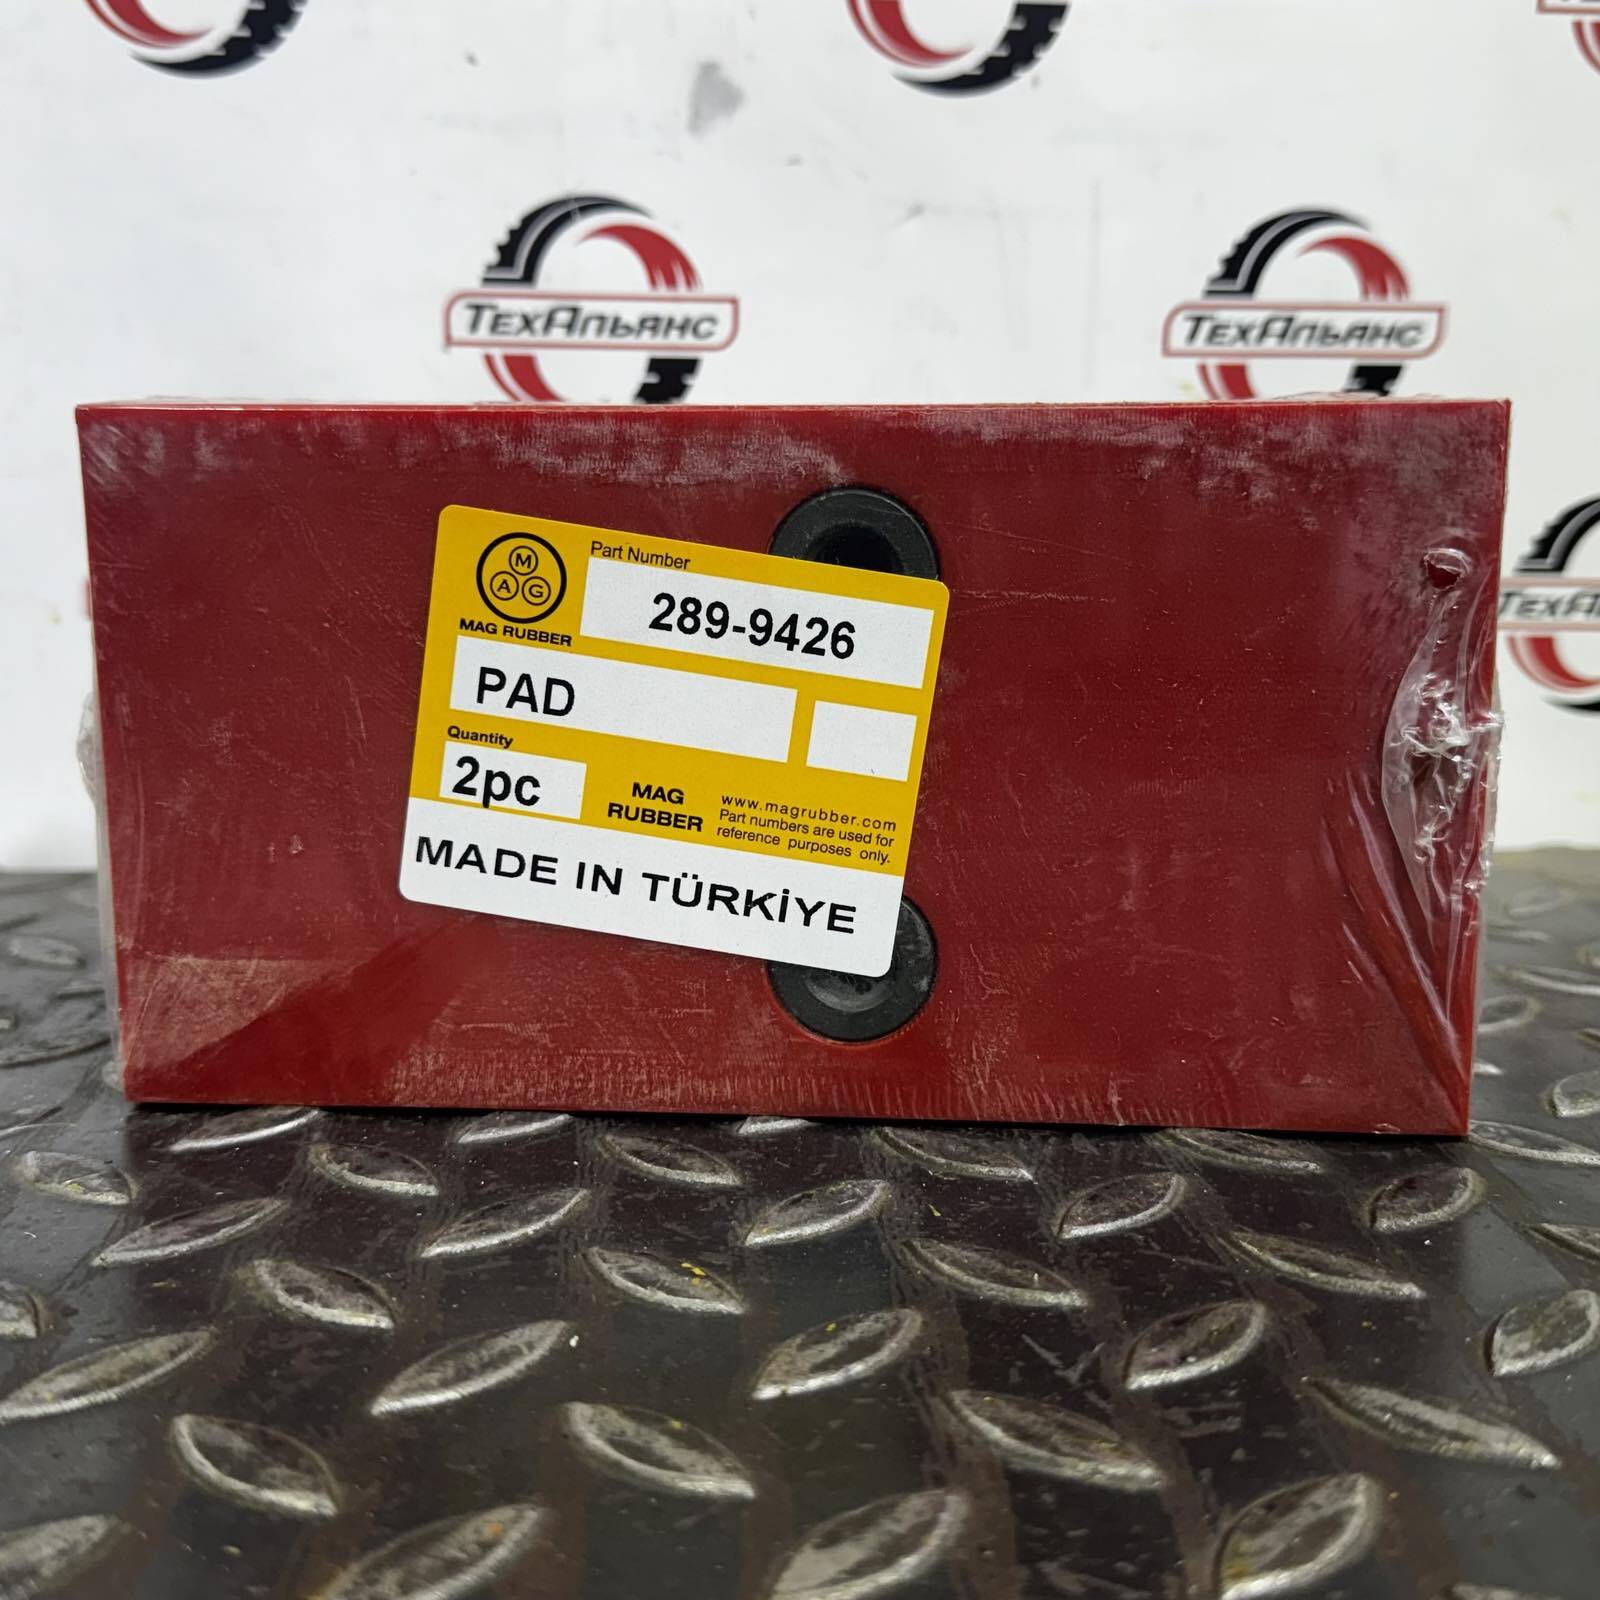 ТехАльянс
ТехАльянс
ТехА
M
A G
MAG RUBBER
Part Number
289-9426
PAD
Quantity
2pc
MAG
RUBBER
www.magrubber.com
Part numbers are used for
reference purposes only.
MADE IN TÜRKİYE